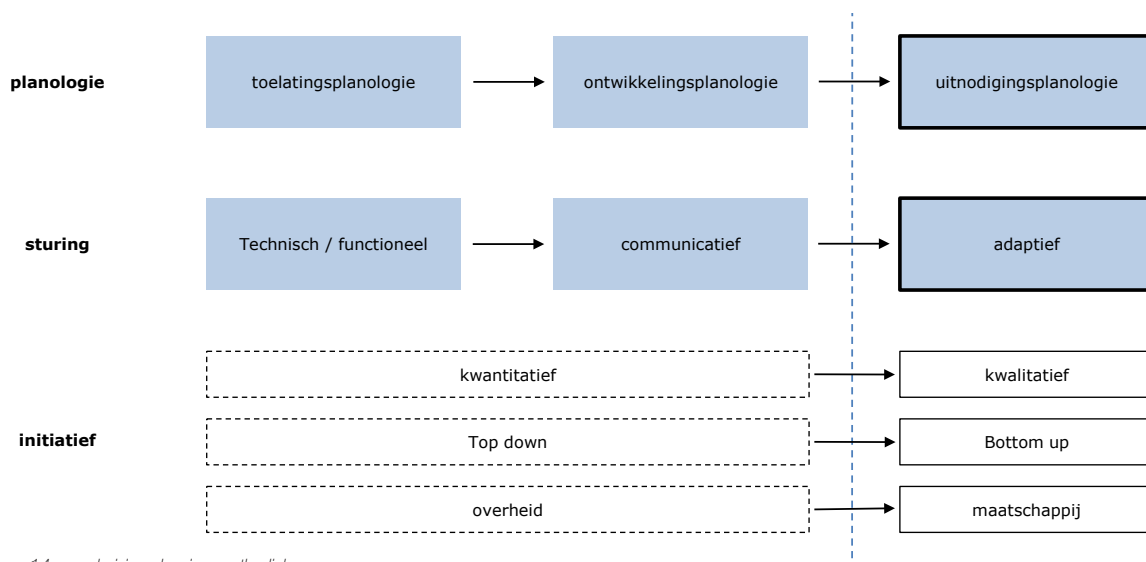 planologie
toelatingsplanologie
ontwikkelingsplanologie
uitnodigingsplanologie
sturing
Technisch / functioneel
communicatief
adaptief
kwantitatief
kwalitatief
initiatief
Top down
Bottom up
overheid
maatschappij